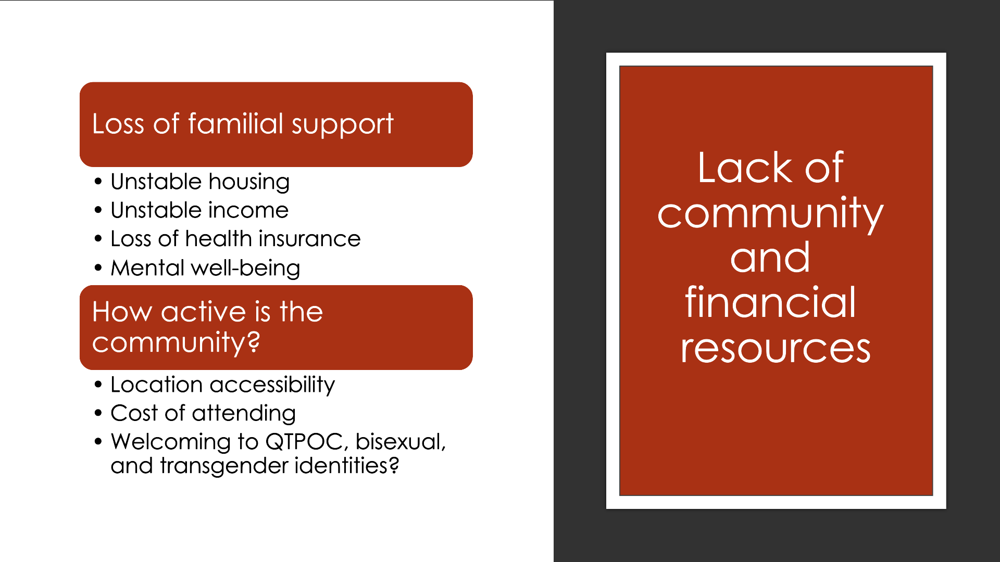 Loss of familial support
• Unstable housing
• Unstable income
• Loss of health insurance
• Mental well-being
How active is the
community?
• Location accessibility
• Cost of attending
• Welcoming to QTPOC, bisexual,
and transgender identities?
Lack of
community
and
financial
resources